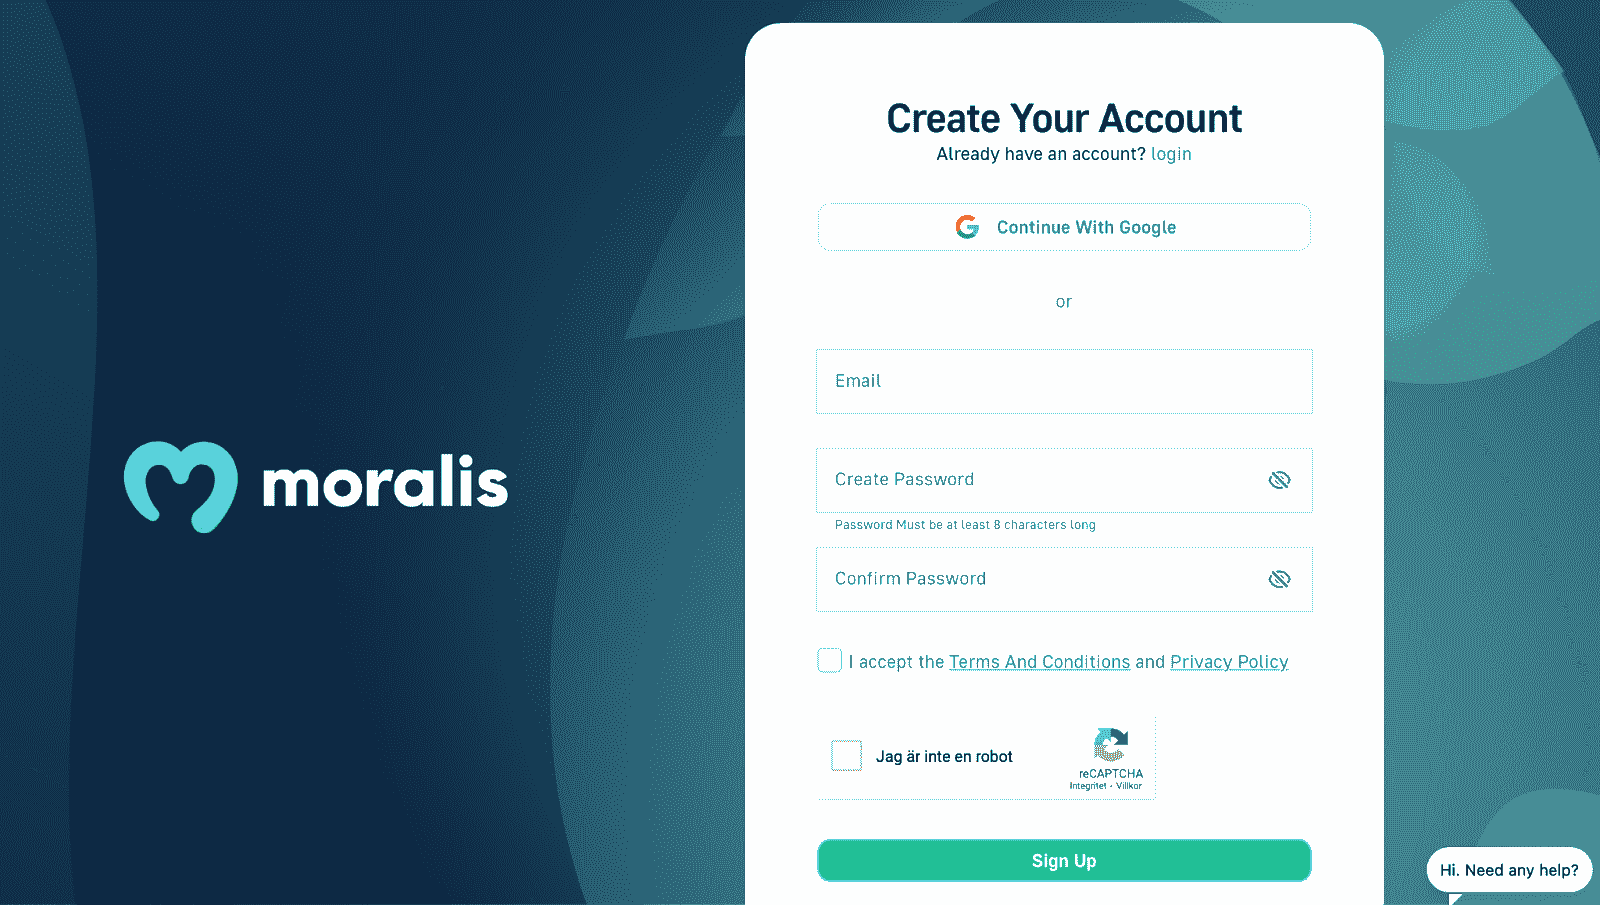 moralis
Create Your Account
Already have an account? login
Continue With Google
or
Email
Create Password
Password Must be at least 8 characters long
Confirm Password
I accept the Terms And Conditions and Privacy Policy
Jag är inte en robot
reCAPTCHA
Integritet - Villkor
Sign Up
Hi. Need any help?